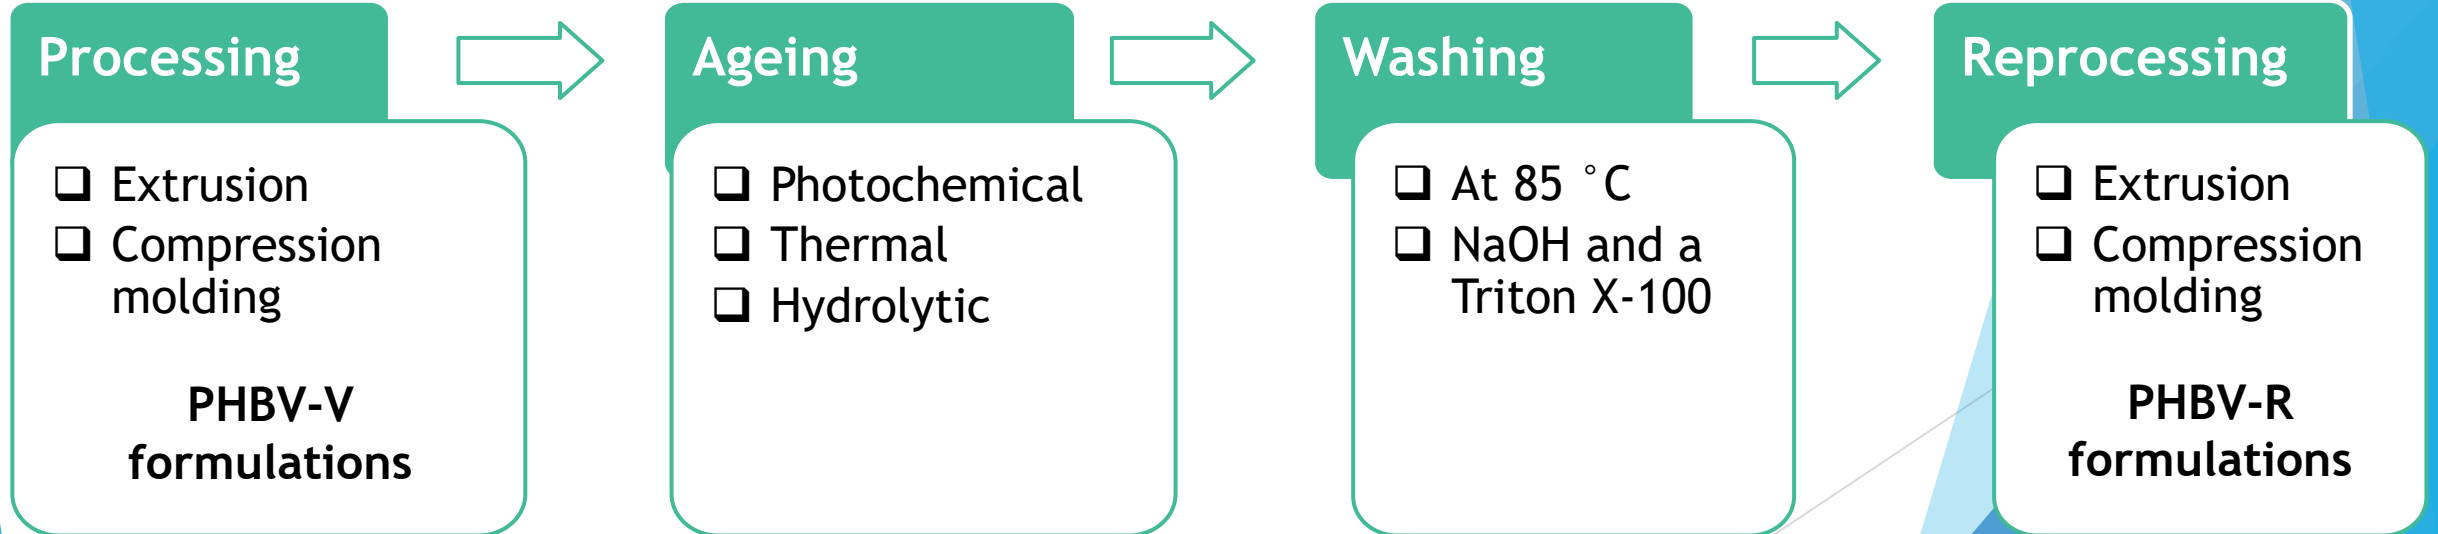 Processing
Extrusion
Compression
molding
PHBV-V
formulations
Ageing
Photochemical
Thermal
Hydrolytic
Washing
At 85 °C
NaOH and a
Triton X-100
Reprocessing
Extrusion
Compression
molding
PHBV-R
formulations